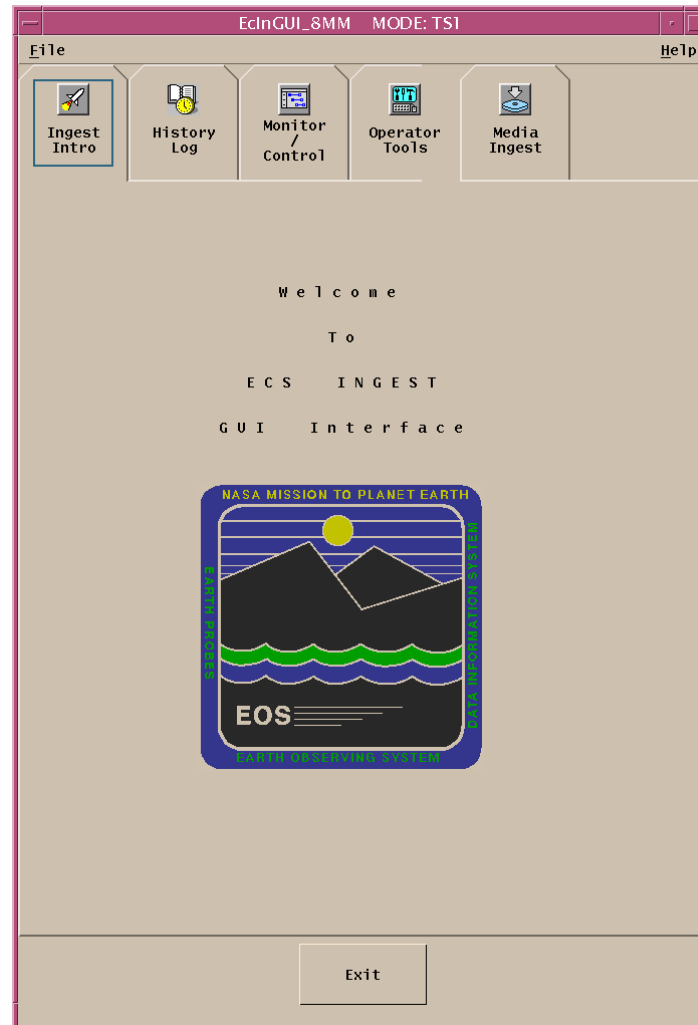 EcInGUI_8MM MODE: TS1
File Help
Ingest Intro
History Log
Monitor / Control
Operator Tools
Media Ingest
Welcome
To
ECS INGEST
GUI Interface
NASA MISSION TO PLANET EARTH
EARTH PROBES
DATA INFORMATION SYSTEM
EOS
EARTH OBSERVING SYSTEM
Exit